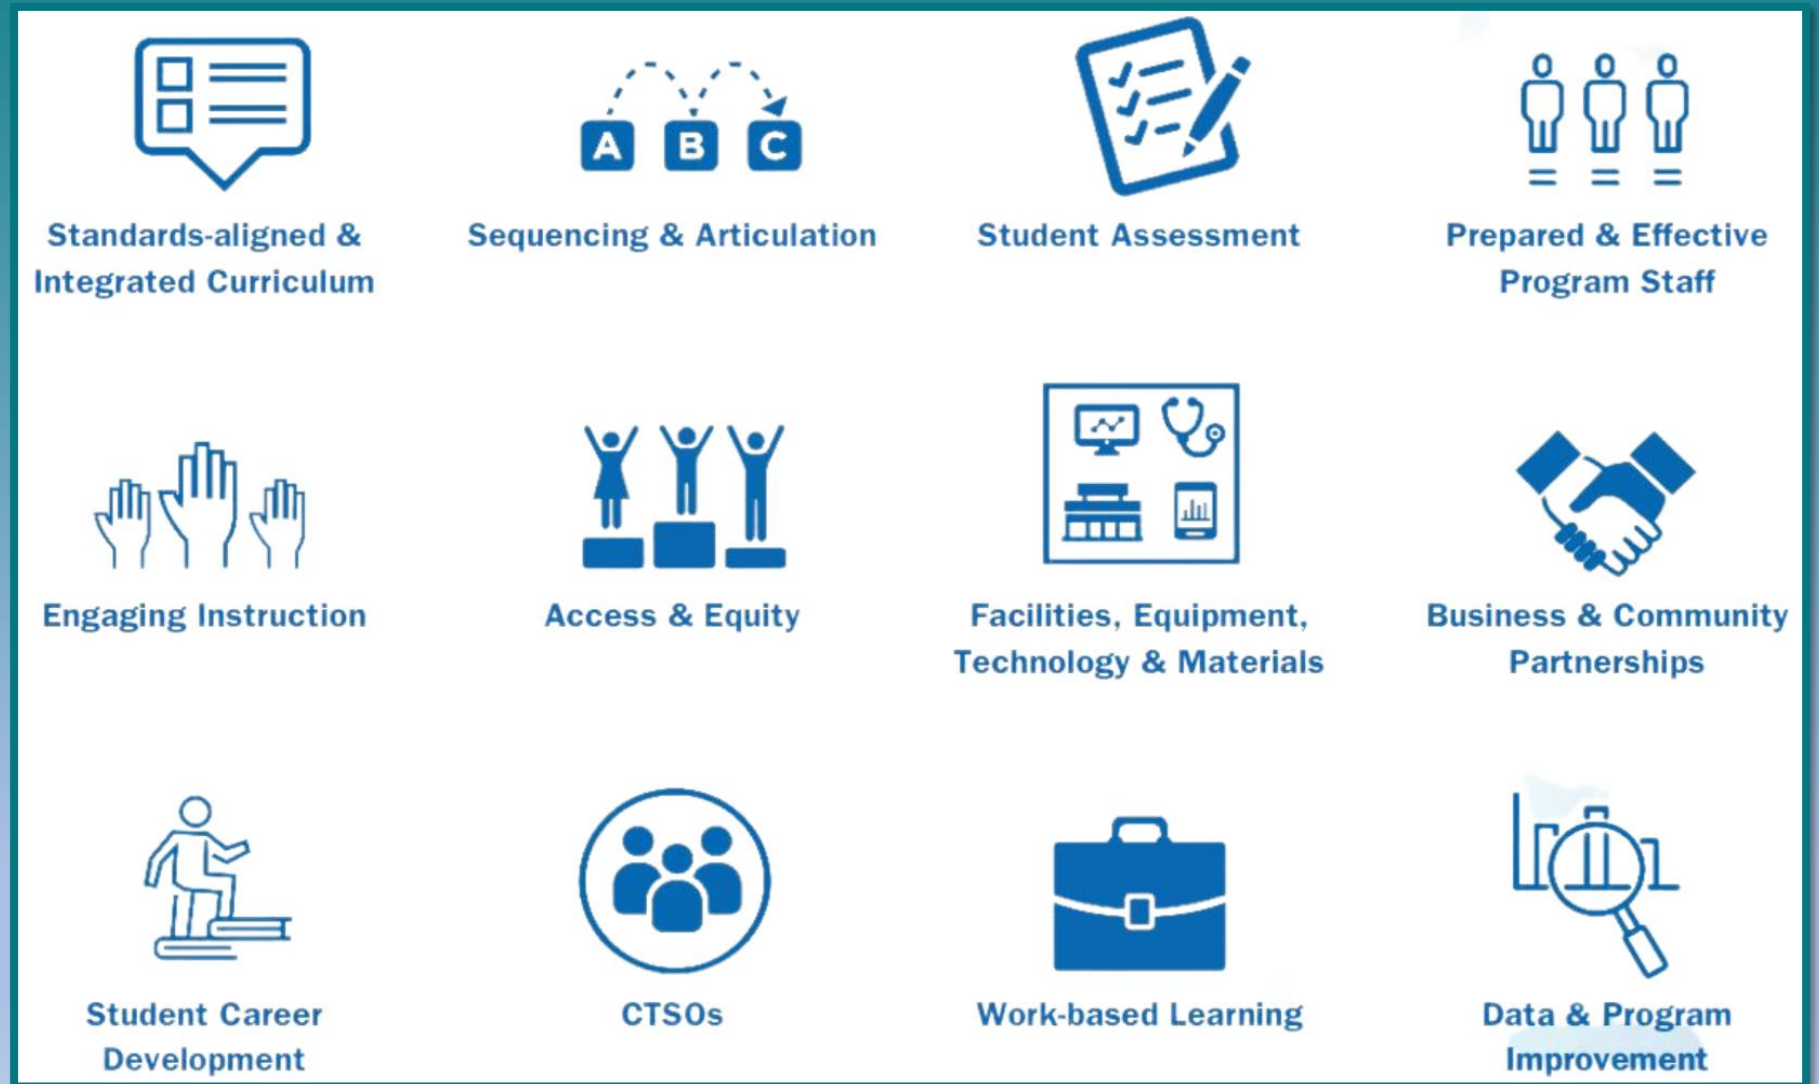 A B C
Standards-aligned &
Integrated Curriculum
Sequencing & Articulation
Student Assessment
Prepared & Effective
Program Staff
Engaging Instruction
Access & Equity
Facilities, Equipment,
Technology & Materials
Business & Community
Partnerships
Student Career
Development
CTSOs
Work-based Learning
Data & Program
Improvement